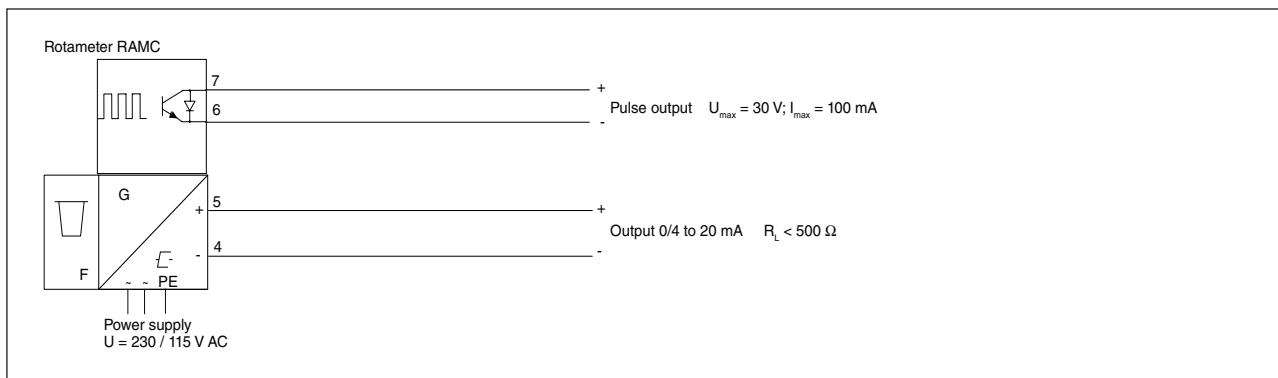 Rotameter RAMC
7
+
Pulse output U_max = 30 V; I_max = 100 mA
6
-
G
5
+
+
Output 0/4 to 20 mA R_L < 500 Ω
4
-
-
F
~ ~ PE
Power supply
U = 230 / 115 V AC